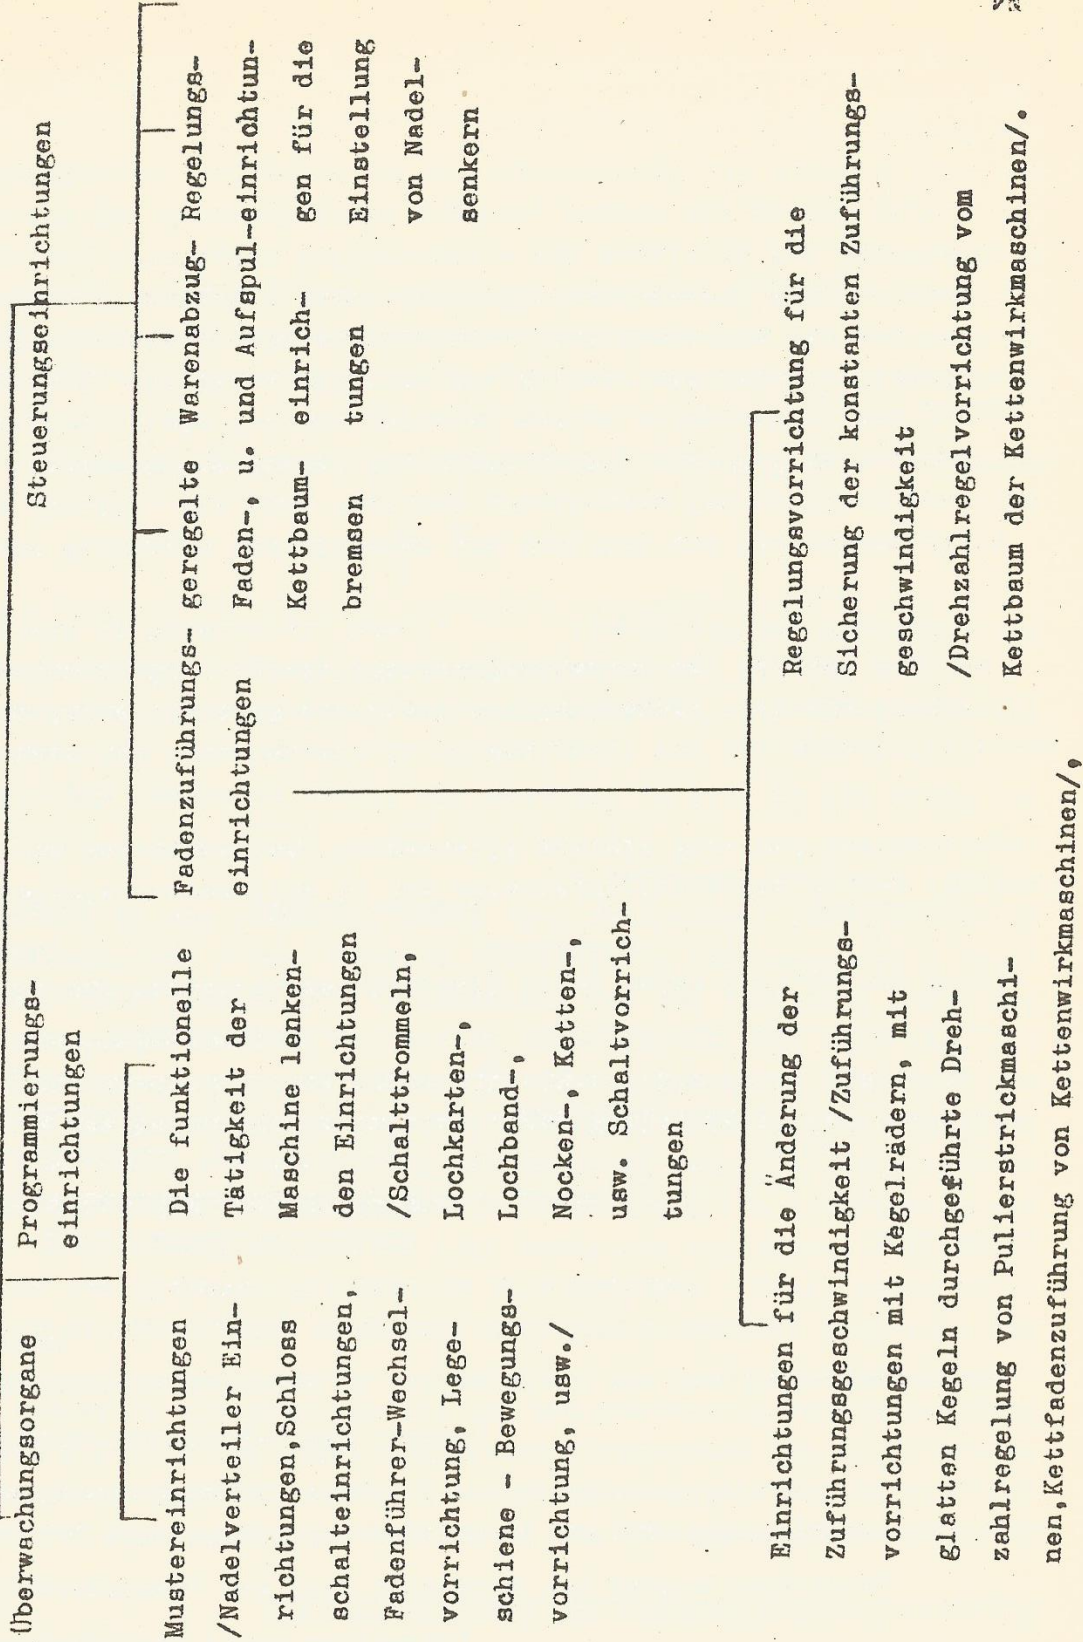 Überwachungsorgane
Programmierungs-
einrichtungen
Steuerungseinrichtungen
Mustereinrichtungen
/Nadelverteiler Ein-
richtungen,Schloss
schalteinrichtungen,
Fadenführer-Wechsel-
vorrichtung, Lege-
schiene - Bewegungs-
vorrichtung, usw./
Die funktionelle
Tätigkeit der
Maschine lenken-
den Einrichtungen
/Schalttrommeln,
Lochkarten-,
Lochband-,
Nocken-, Ketten-,
usw. Schaltvorrich-
tungen
Fadenzuführungs-
einrichtungen
geregelte
Faden-, u.
Kettbaum-
bremsen
Warenabzug-
und Aufspul-
einrich-
tungen
Regelungs-
einrichtun-
gen für die
Einstellung
von Nadel-
senkern
Einrichtungen für die Änderung der
Zuführungsgeschwindigkeit /Zuführungs-
vorrichtungen mit Kegelrädern, mit
glatten Kegeln durchgeführte Dreh-
zahlregelung von Pulierstrickmaschi-
nen,Kettfadenzuführung von Kettenwirkmaschinen/,
Regelungsvorrichtung für die
Sicherung der konstanten Zuführungs-
geschwindigkeit
/Drehzahlregelvorrichtung vom
Kettbaum der Kettenwirkmaschinen/.